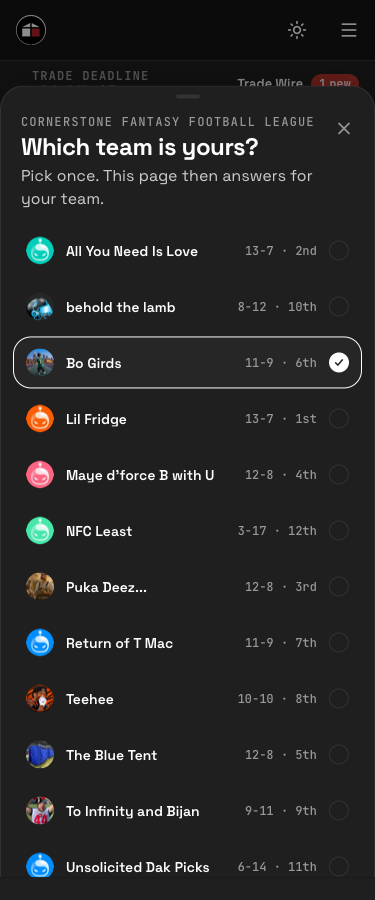 TRADE DEADLINE
Trade Wire 1 new
CORNERSTONE FANTASY FOOTBALL LEAGUE
Which team is yours?
Pick once. This page then answers for
your team.
All You Need Is Love 13-7 · 2nd
behold the lamb 8-12 · 10th
Bo Girds 11-9 · 6th
Lil Fridge 13-7 · 1st
Maye d'force B with U 12-8 · 4th
NFC Least 3-17 · 12th
Puka Deez... 12-8 · 3rd
Return of T Mac 11-9 · 7th
Teehee 10-10 · 8th
The Blue Tent 12-8 · 5th
To Infinity and Bijan 9-11 · 9th
Unsolicited Dak Picks 6-14 · 11th